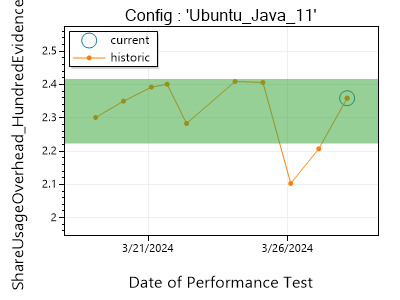 Config : 'Ubuntu_Java_11'
ShareUsageOverhead_HundredEvidence
current
historic
2.5
2.4
2.3
2.2
2.1
2
3/21/2024
3/26/2024
Date of Performance Test